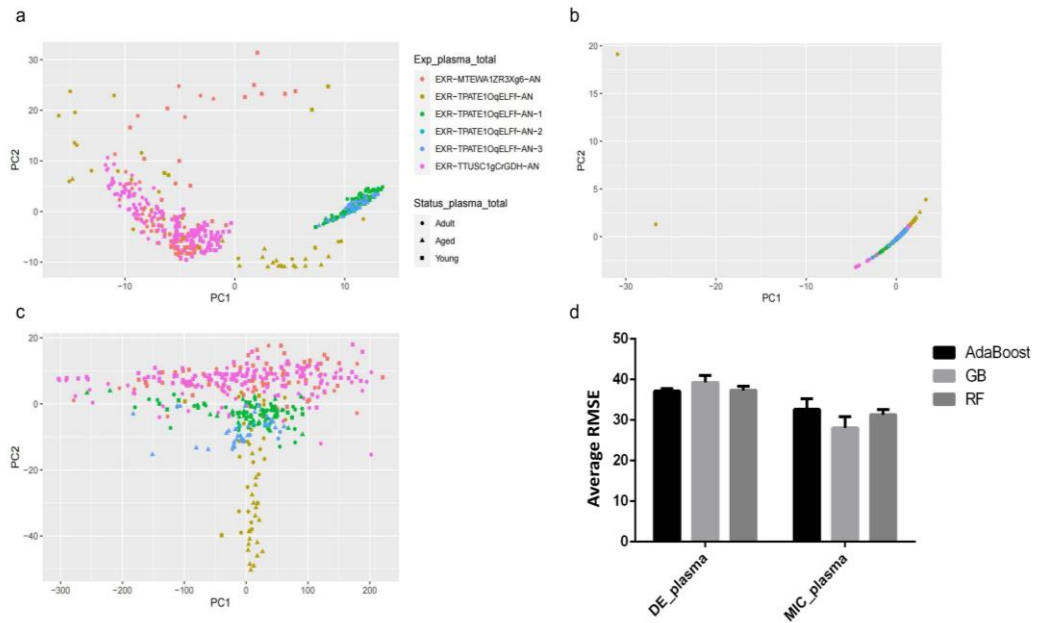 a
30
20
10
0
−10
PC2
−10
0
10
PC1
Exp_plasma_total
EXR−MTEWA1ZR3Xg6−AN
EXR−TPATE1OqELFf−AN
EXR−TPATE1OqELFf−AN−1
EXR−TPATE1OqELFf−AN−2
EXR−TPATE1OqELFf−AN−3
EXR−TTUSC1gCrGDH−AN
Status_plasma_total
Adult
Aged
Young
b
20
15
10
5
0
PC2
−30
−20
−10
0
PC1
c
20
0
−20
−40
PC2
−300
−200
−100
0
100
200
PC1
d
50
40
30
20
10
0
Average RMSE
DE_plasma
MIC_plasma
AdaBoost
GB
RF